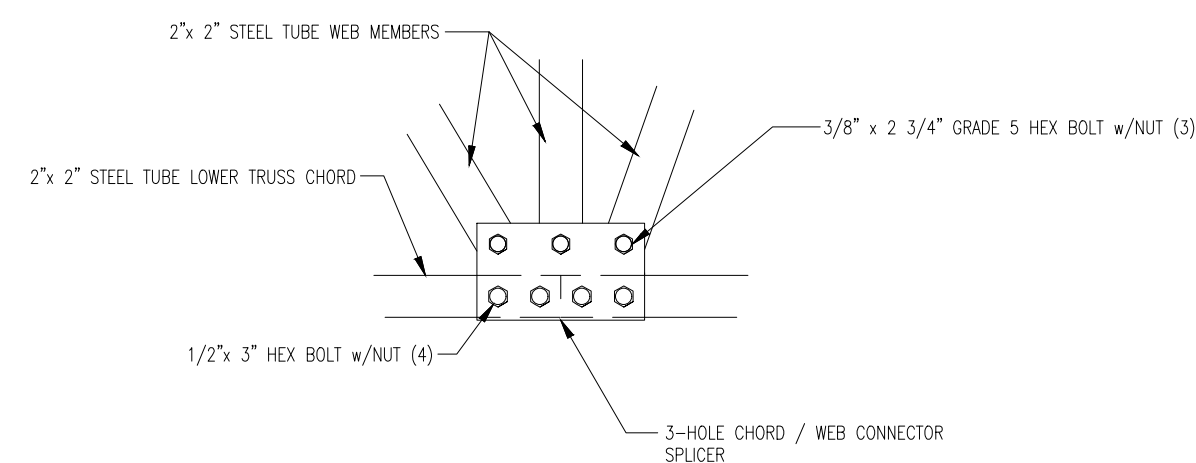 2”x 2” STEEL TUBE WEB MEMBERS
3/8” x 2 3/4” GRADE 5 HEX BOLT w/NUT (3)
2”x 2” STEEL TUBE LOWER TRUSS CHORD
1/2”x 3” HEX BOLT w/NUT (4)
3-HOLE CHORD / WEB CONNECTOR
SPLICER